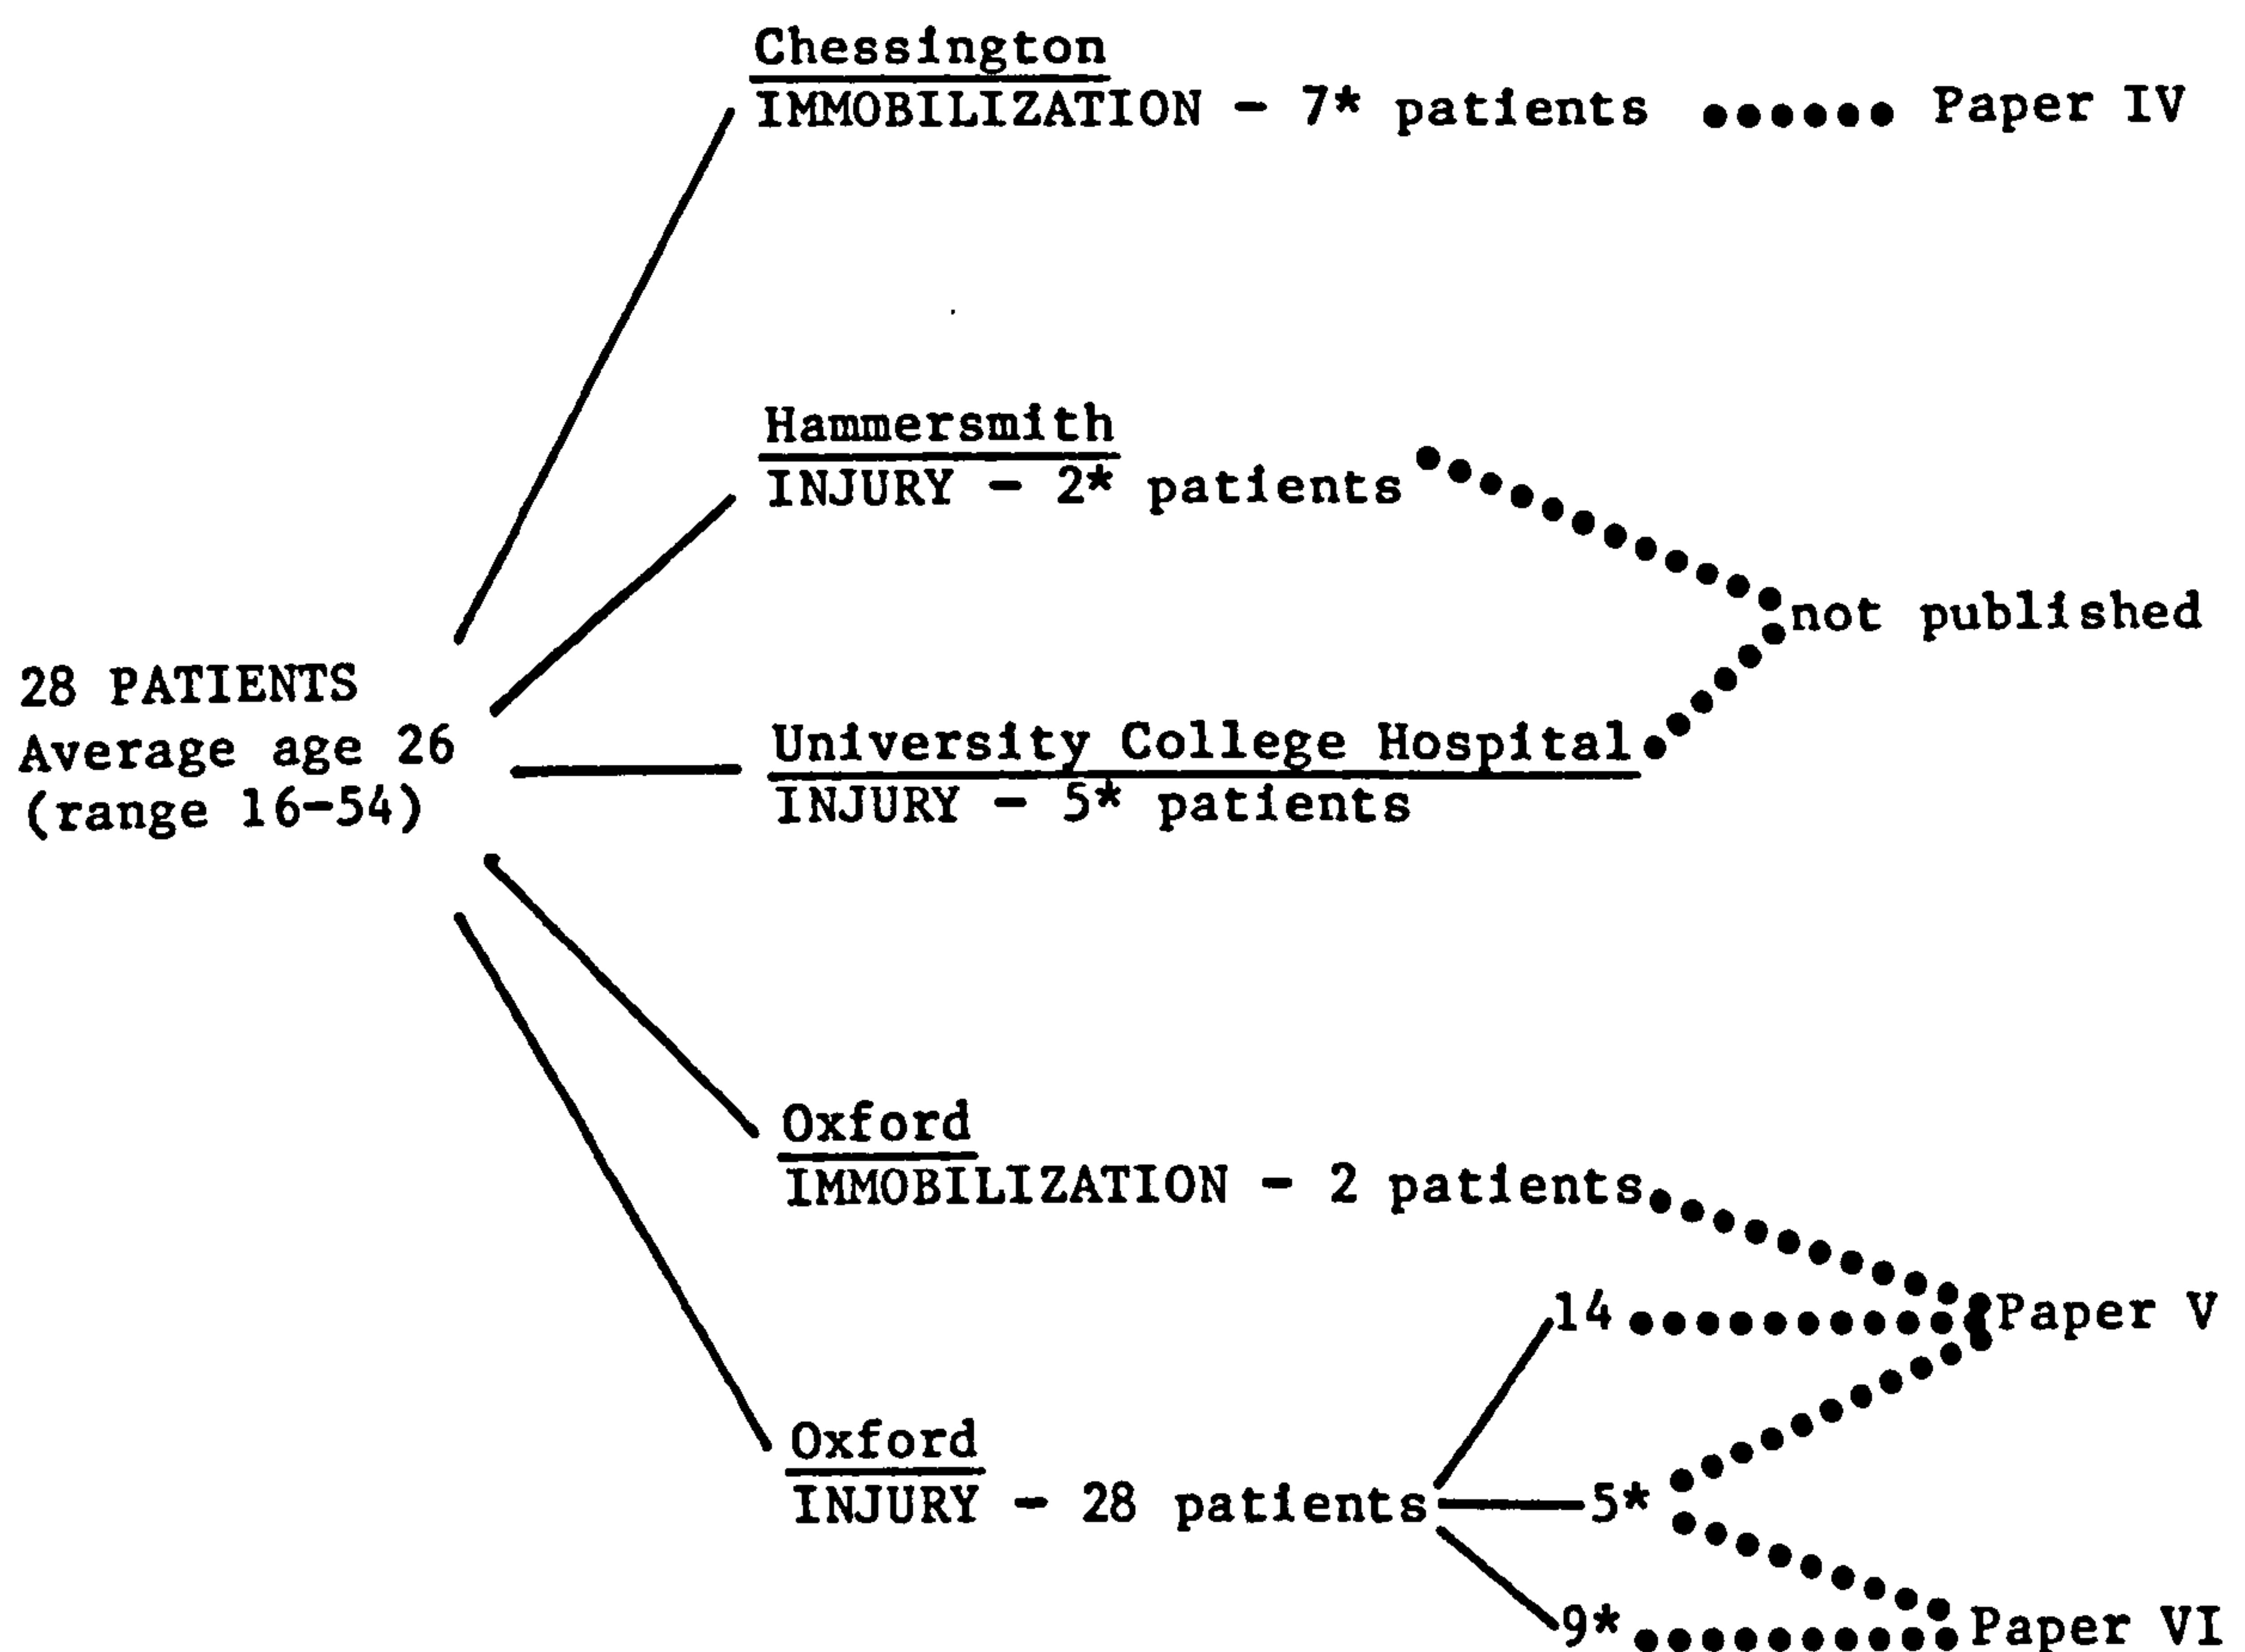 Chessington
IMMOBILIZATION - 7* patients ...... Paper IV
Hammersmith
INJURY - 2* patients
not published
28 PATIENTS
Average age 26
(range 16-54)
University College Hospital
INJURY - 5* patients
Oxford
IMMOBILIZATION - 2 patients
14 Paper V
Oxford
INJURY - 28 patients 5*
9* Paper VI